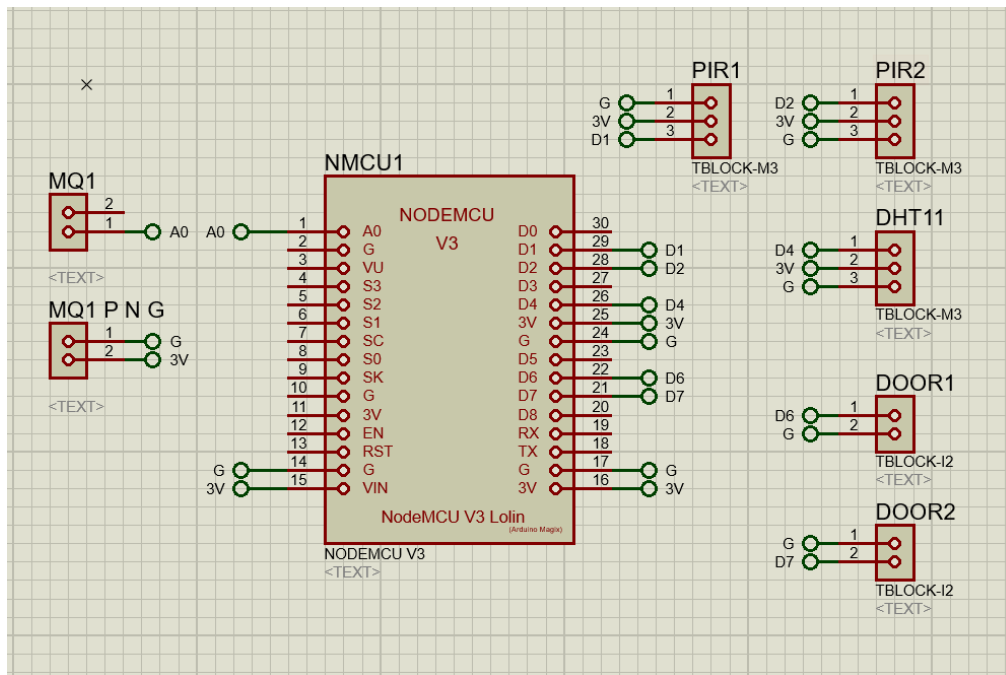 PIR1
G 1
3V 2
D1 3
TBLOCK-M3
<TEXT>
PIR2
D2 1
3V 2
G 3
TBLOCK-M3
<TEXT>
MQ1
2
1 A0
<TEXT>
MQ1 P N G
1 G
2 3V
<TEXT>
NMCU1
NODEMCU
V3
A0 1 A0
2 G
3 VU
4 S3
5 S2
6 S1
7 SC
8 S0
9 SK
10 G
11 3V
12 EN
13 RST
G 14 G
3V 15 VIN
D0 30
D1 29 D1
D2 28 D2
D3 27
D4 26 D4
3V 25 3V
G 24 G
D5 23
D6 22 D6
D7 21 D7
D8 20
RX 19
TX 18
G 17 G
3V 16 3V
NodeMCU V3 Lolin
(Arduino Magix)
NODEMCU V3
<TEXT>
DHT11
D4 1
3V 2
G 3
TBLOCK-M3
<TEXT>
DOOR1
D6 1
G 2
TBLOCK-I2
<TEXT>
DOOR2
G 1
D7 2
TBLOCK-I2
<TEXT>